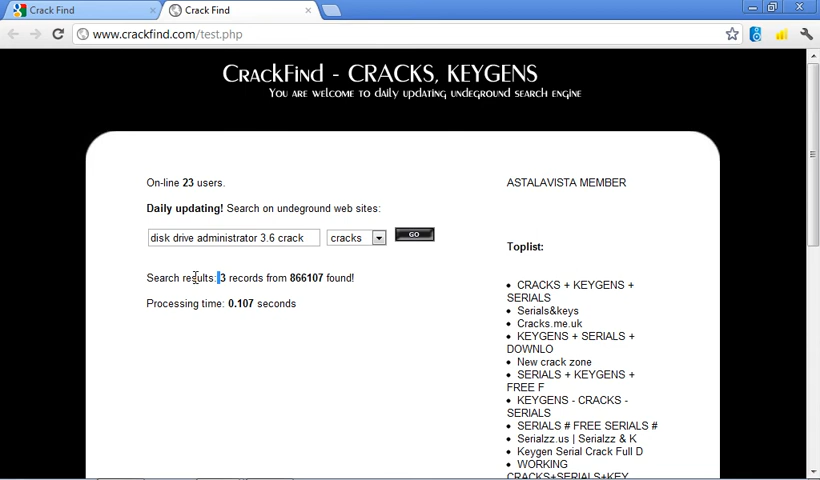 Crack Find
Crack Find
www.crackfind.com/test.php
CrackFind - CRACKS, KEYGENS
You are welcome to daily updating undeground search engine
On-line 23 users.
Daily updating! Search on undeground web sites:
disk drive administrator 3.6 crack
cracks
GO
Search results: 3 records from 866107 found!
Processing time: 0.107 seconds
ASTALAVISTA MEMBER
Toplist:
CRACKS + KEYGENS +
SERIALS
Serials&keys
Cracks.me.uk
KEYGENS + SERIALS +
DOWNLO
New crack zone
SERIALS + KEYGENS +
FREE F
KEYGENS - CRACKS -
SERIALS
SERIALS # FREE SERIALS #
Serialzz.us | Serialzz & K
Keygen Serial Crack Full D
WORKING
CRACKS+SERIALS+KEY